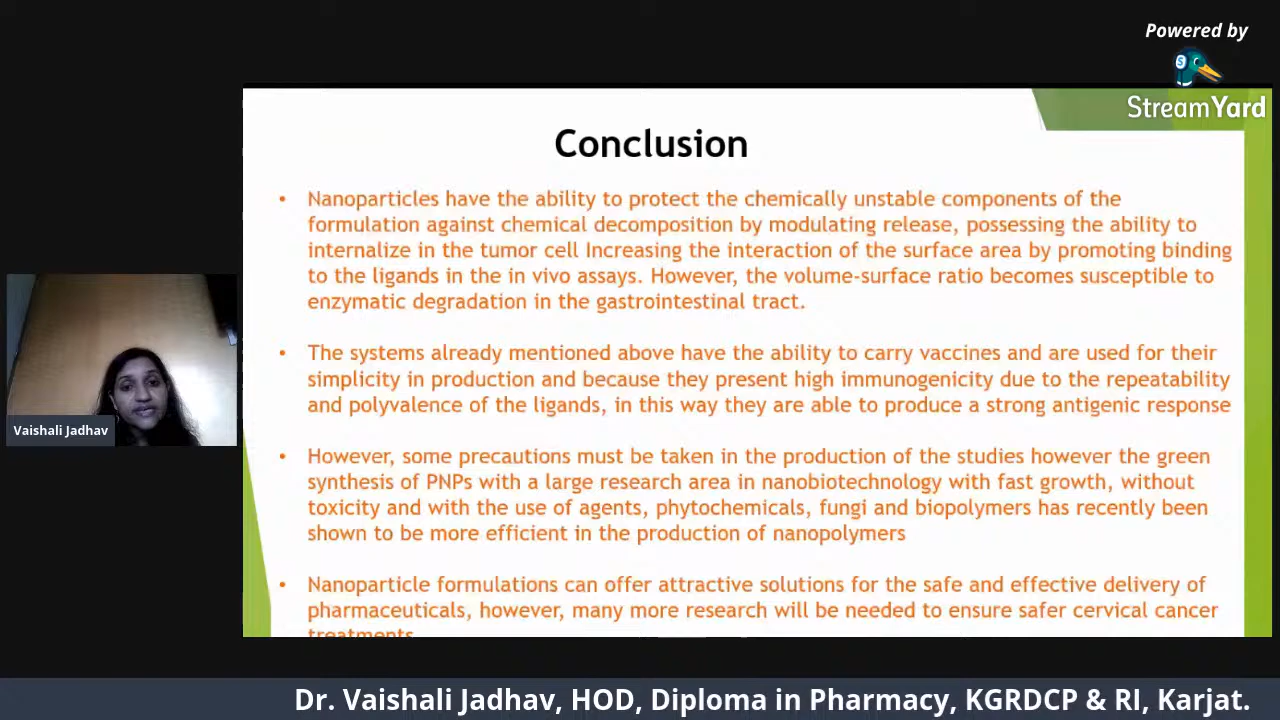 Powered by
StreamYard
Conclusion
• Nanoparticles have the ability to protect the chemically unstable components of the
formulation against chemical decomposition by modulating release, possessing the ability to
internalize in the tumor cell Increasing the interaction of the surface area by promoting binding
to the ligands in the in vivo assays. However, the volume-surface ratio becomes susceptible to
enzymatic degradation in the gastrointestinal tract.
• The systems already mentioned above have the ability to carry vaccines and are used for their
simplicity in production and because they present high immunogenicity due to the repeatability
and polyvalence of the ligands, in this way they are able to produce a strong antigenic response
• However, some precautions must be taken in the production of the studies however the green
synthesis of PNPs with a large research area in nanobiotechnology with fast growth, without
toxicity and with the use of agents, phytochemicals, fungi and biopolymers has recently been
shown to be more efficient in the production of nanopolymers
• Nanoparticle formulations can offer attractive solutions for the safe and effective delivery of
pharmaceuticals, however, many more research will be needed to ensure safer cervical cancer
treatments
Vaishali Jadhav
Dr. Vaishali Jadhav, HOD, Diploma in Pharmacy, KGRDCP & RI, Karjat.